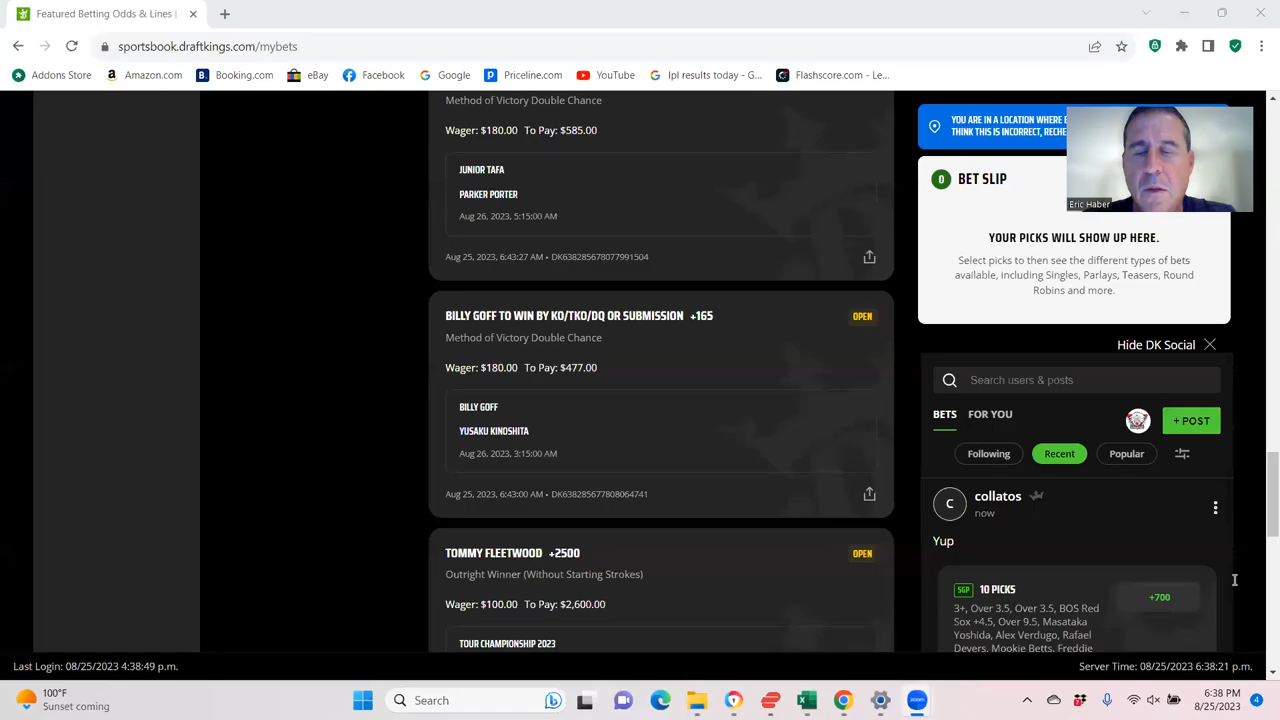 Featured Betting Odds & Lines |
sportsbook.draftkings.com/mybets
Addons Store
Amazon.com
Booking.com
eBay
Facebook
Google
Priceline.com
YouTube
Ipl results today - G...
Flashscore.com - Le...
Method of Victory Double Chance
Wager: $180.00 To Pay: $585.00
JUNIOR TAFA
PARKER PORTER
Aug 26, 2023, 5:15:00 AM
Aug 25, 2023, 6:43:27 AM • DK638285678077991504
BILLY GOFF TO WIN BY KO/TKO/DQ OR SUBMISSION +165
OPEN
Method of Victory Double Chance
Wager: $180.00 To Pay: $477.00
BILLY GOFF
YUSAKU KINOSHITA
Aug 26, 2023, 3:15:00 AM
Aug 25, 2023, 6:43:00 AM • DK638285677808064741
TOMMY FLEETWOOD +2500
OPEN
Outright Winner (Without Starting Strokes)
Wager: $100.00 To Pay: $2,600.00
TOUR CHAMPIONSHIP 2023
YOU ARE IN A LOCATION WHERE
THINK THIS IS INCORRECT,
Eric Haber
0 BET SLIP
YOUR PICKS WILL SHOW UP HERE.
Select picks to then see the different types of bets
available, including Singles, Parlays, Teasers, Round
Robins and more.
Hide DK Social
Search users & posts
BETS FOR YOU
+ POST
Following
Recent
Popular
C
collatos
now
Yup
SGP 10 PICKS
+700
3+, Over 3.5, Over 3.5, BOS Red
Sox +4.5, Over 9.5, Masataka
Yoshida, Alex Verdugo, Rafael
Devers, Mookie Betts, Freddie
Last Login: 08/25/2023 4:38:49 p.m.
Server Time: 08/25/2023 6:38:21 p.m.
100°F
Sunset coming
Search
zoom
6:38 PM
8/25/2023
4